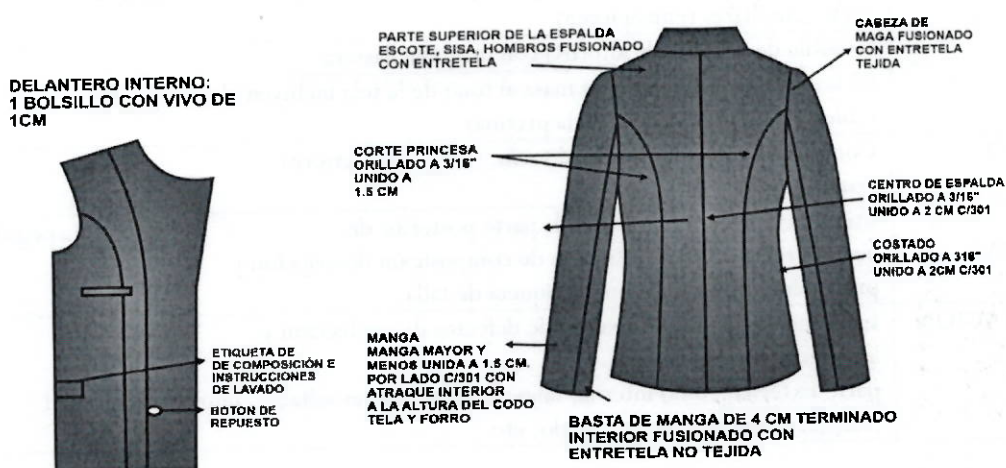 DELANTERO INTERNO:
1 BOLSILLO CON VIVO DE
1CM
ETIQUETA DE
DE COMPOSICIÓN E
INSTRUCCIONES
DE LAVADO
BOTON DE
REPUESTO
PARTE SUPERIOR DE LA ESPALDA
ESCOTE, SISA, HOMBROS FUSIONADO
CON ENTRETELA
CABEZA DE
MAGA FUSIONADO
CON ENTRETELA
TEJIDA
CORTE PRINCESA
ORILLADO A 3/16"
UNIDO A
1.5 CM
CENTRO DE ESPALDA
ORILLADO A 3/16"
UNIDO A 2 CM C/301
COSTADO
ORILLADO A 316"
UNIDO A 2CM C/301
MANGA
MANGA MAYOR Y
MENOS UNIDA A 1.5 CM.
POR LADO C/301 CON
ATRAQUE INTERIOR
A LA ALTURA DEL CODO
TELA Y FORRO
BASTA DE MANGA DE 4 CM TERMINADO
INTERIOR FUSIONADO CON
ENTRETELA NO TEJIDA